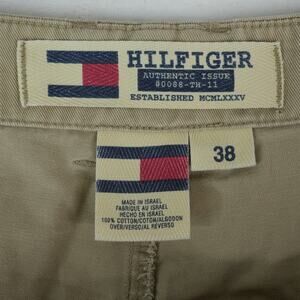 HILFIGER
AUTHENTIC ISSUE
#0088-TH-11
ESTABLISHED MCMLXXXV
38
MADE IN ISRAEL
FABRIQUE AU ISRAEL
HECHO EN ISRAEL
100% COTTON/COTON/ALGODON
OVER/VERSO/AL REVERSO